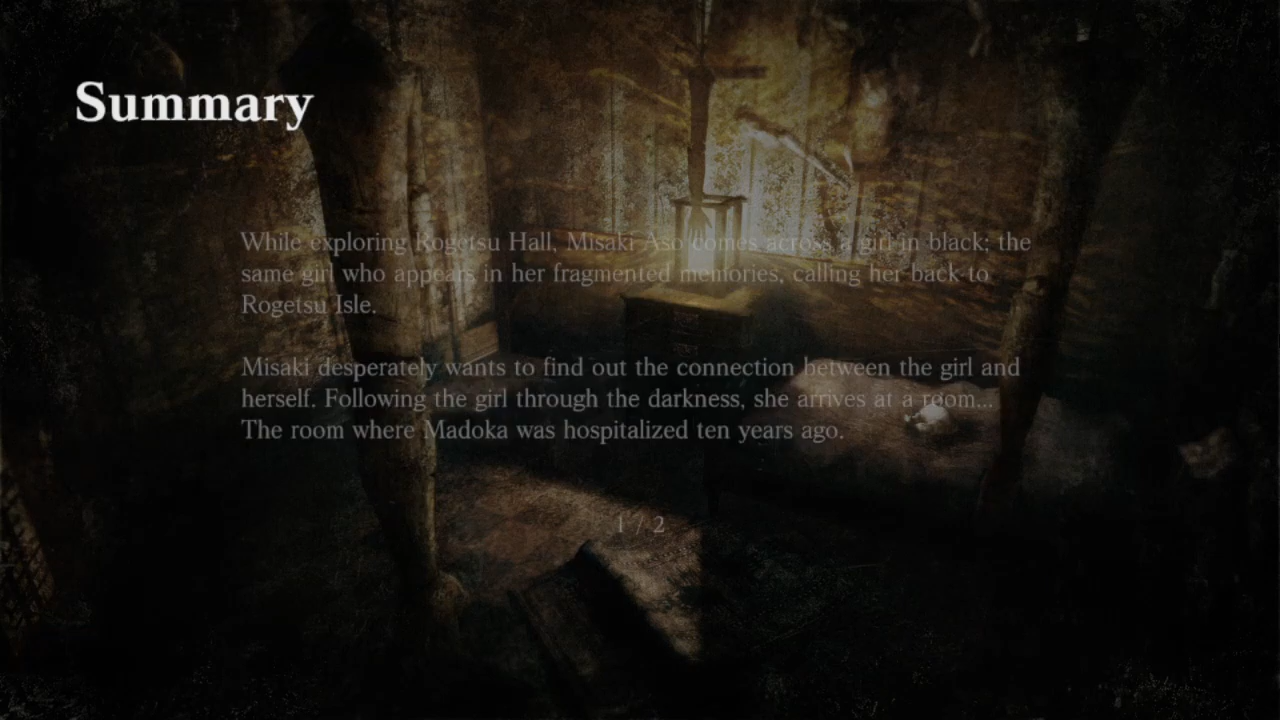 Summary
While exploring Rogetsu Hall, Misaki Aso comes across a girl in black; the
same girl who appears in her fragmented memories, calling her back to
Rogetsu Isle.
Misaki desperately wants to find out the connection between the girl and
herself. Following the girl through the darkness, she arrives at a room...
The room where Madoka was hospitalized ten years ago.
1 / 2